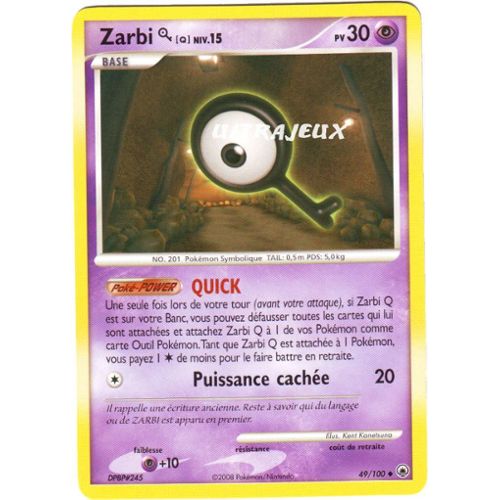 Zarbi [Q] NIV.15
PV 30
BASE
ULTRAJEUX
NO. 201 Pokémon Symbolique TAIL: 0,5 m PDS: 5,0 kg
Poké-POWER QUICK
Une seule fois lors de votre tour (avant votre attaque), si Zarbi Q
est sur votre Banc, vous pouvez défausser toutes les cartes qui lui
sont attachées et attachez Zarbi Q à 1 de vos Pokémon comme
carte Outil Pokémon. Tant que Zarbi Q est attachée à 1 Pokémon,
vous payez 1 de moins pour le faire battre en retraite.
Puissance cachée 20
Il rappelle une écriture ancienne. Reste à savoir qui du langage
ou de ZARBI est apparu en premier.
Illus. Kent Kanetsuna
faiblesse résistance coût de retraite
+10
DPBP#245 ©2008 Pokémon/Nintendo 49/100